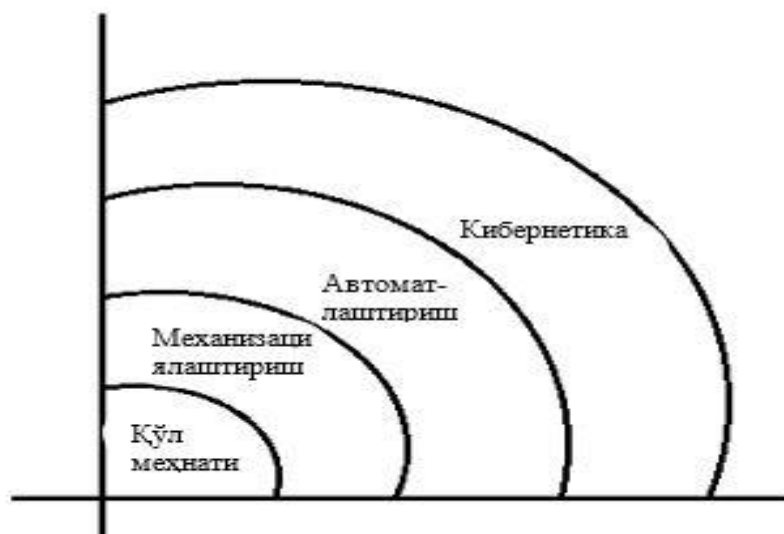 Кибернетика
Автомат-
лаштириш
Механизаци
ялаштириш
Қўл
меҳнати